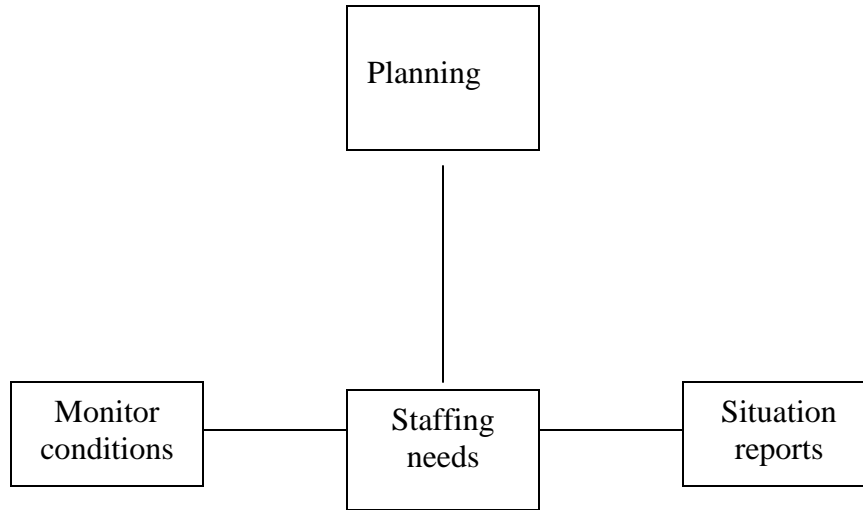 Planning
Monitor
conditions
Staffing
needs
Situation
reports